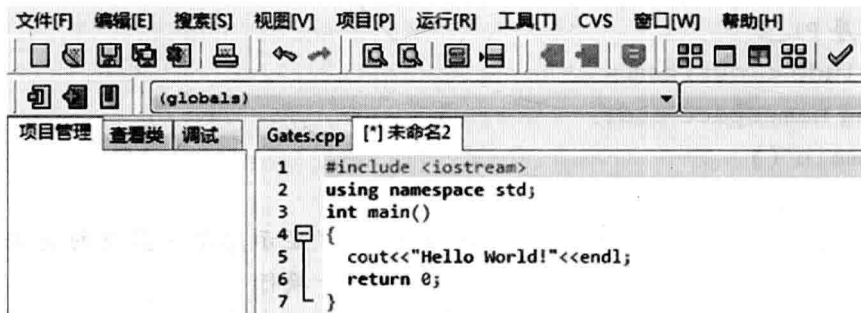 文件[F] 编辑[E] 搜索[S] 视图[V] 项目[P] 运行[R] 工具[T] CVS 窗口[W] 帮助[H]
(globals)
项目管理 查看类 调试 Gates.cpp [*] 未命名2
1 #include <iostream>
2 using namespace std;
3 int main()
4 {
5 cout<<"Hello World!"<<endl;
6 return 0;
7 }